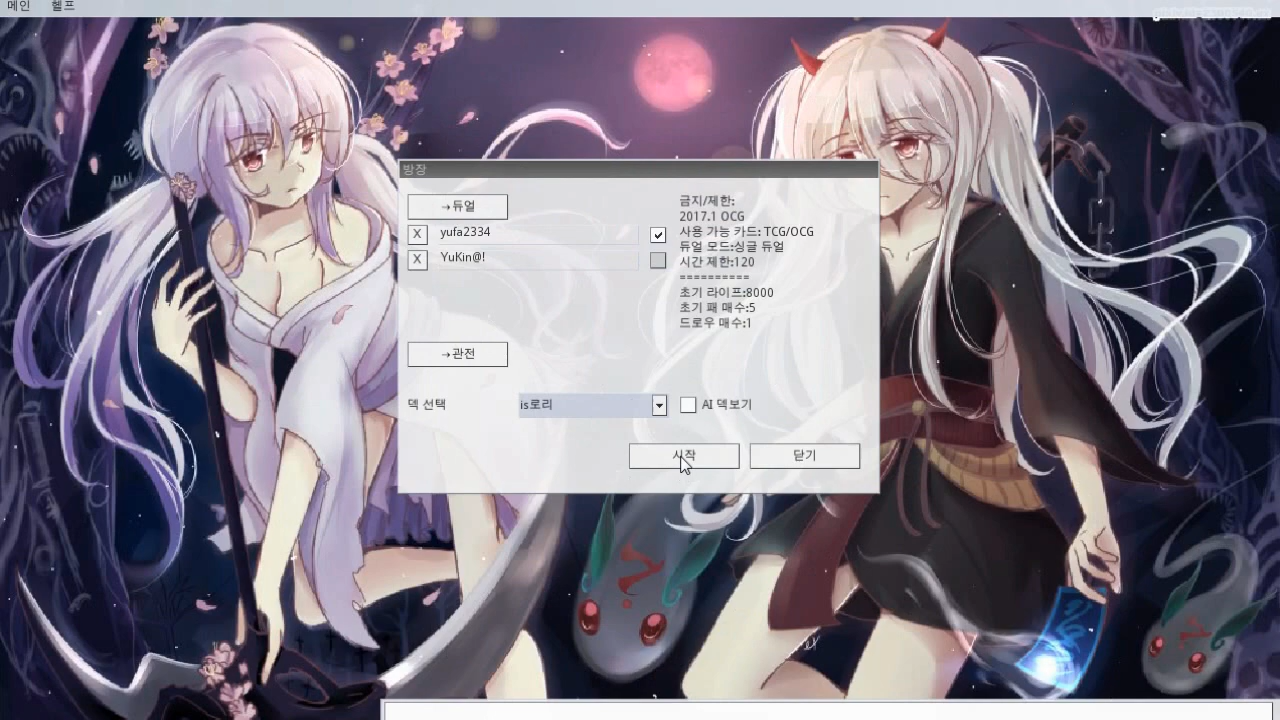 메인 헬프
방장
→듀얼
X yufa2334
X YuKin@!
→관전
덱 선택 is로리 AI 덱보기
시작 닫기
금지/제한:
2017.1 OCG
사용 가능 카드: TCG/OCG
듀얼 모드:싱글 듀얼
시간 제한:120
==========
초기 라이프:8000
초기 패 매수:5
드로우 매수:1